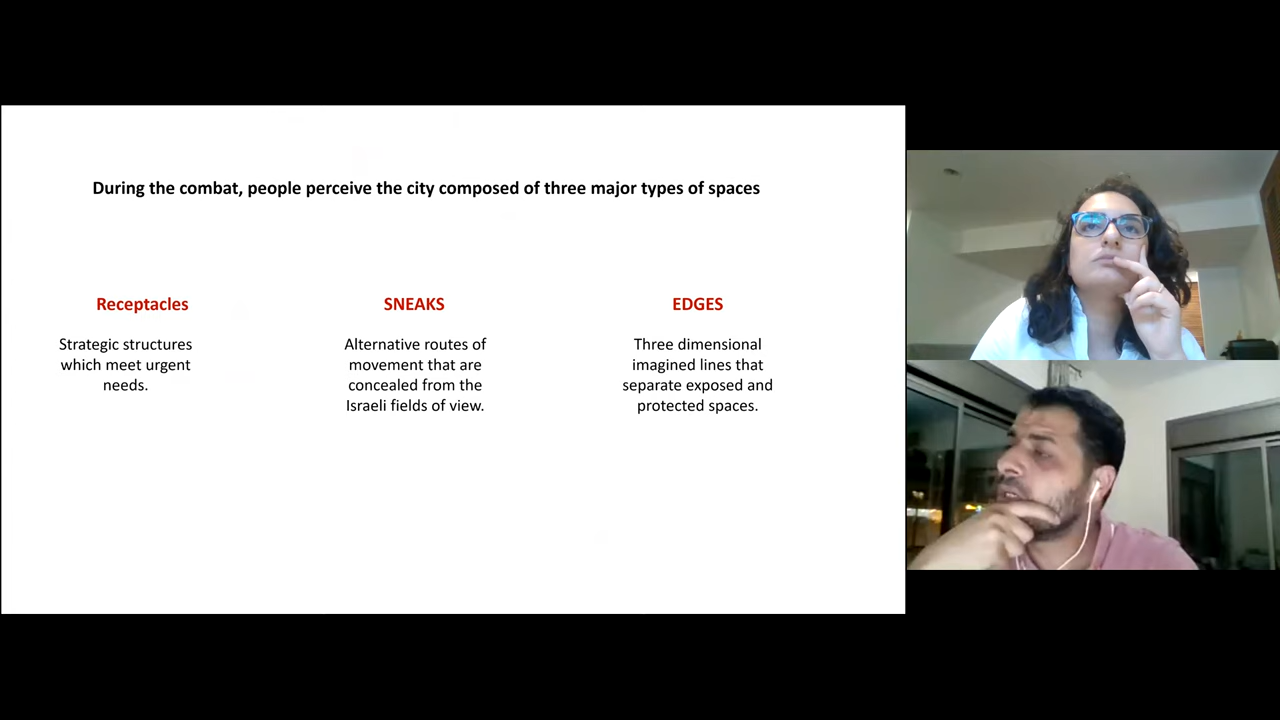 During the combat, people perceive the city composed of three major types of spaces
Receptacles
Strategic structures
which meet urgent
needs.
SNEAKS
Alternative routes of
movement that are
concealed from the
Israeli fields of view.
EDGES
Three dimensional
imagined lines that
separate exposed and
protected spaces.